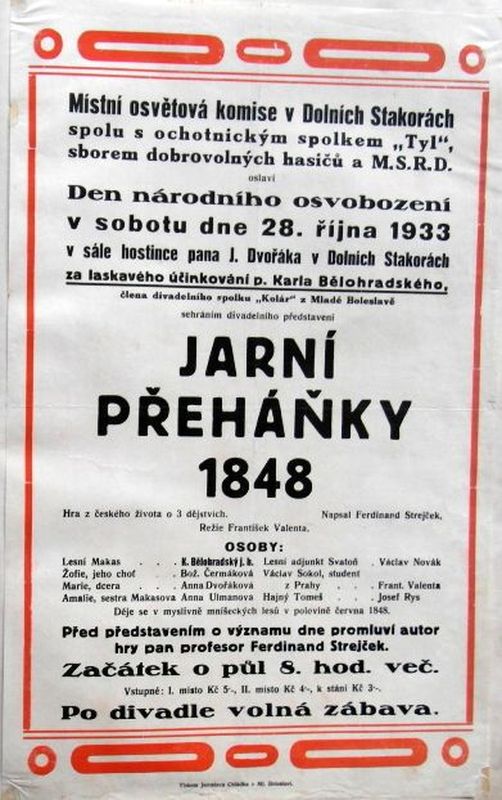 Místní osvětová komise v Dolních Stakorách
spolu s ochotnickým spolkem „Tyl",
sborem dobrovolných hasičů a M.S.R.D.
oslaví
Den národního osvobození
v sobotu dne 28. října 1933
v sále hostince pana J. Dvořáka v Dolních Stakorách
za laskavého účinkování p. Karla Bělohradského,
člena divadelního spolku „Kolár" z Mladé Boleslavě
sehráním divadelního představení
JARNÍ
PŘEHÁŇKY
1848
Hra z českého života o 3 dějstvích. Napsal Ferdinand Strejček,
Režie František Valenta.
OSOBY:
Lesní Makas . . . K. Bělohradský j. h. Lesní adjunkt Svatoň . Václav Novák
Žofie, jeho choť . . Bož. Čermáková Václav Sokol, student
Marie, dcera . . . Anna Dvořáková z Prahy . . Frant. Valenta
Amalie, sestra Makasova Anna Ulmanová Hajný Tomeš . . Josef Rys
Děje se v myslivně mníšeckých lesů v polovině června 1848.
Před představením o významu dne promluví autor
hry pan profesor Ferdinand Strejček.
Začátek o půl 8. hod. več.
Vstupné: I. místo Kč 5-, II. místo Kč 4-, k stání Kč 3-.
Po divadle volná zábava.
Tiskem Jaroslava